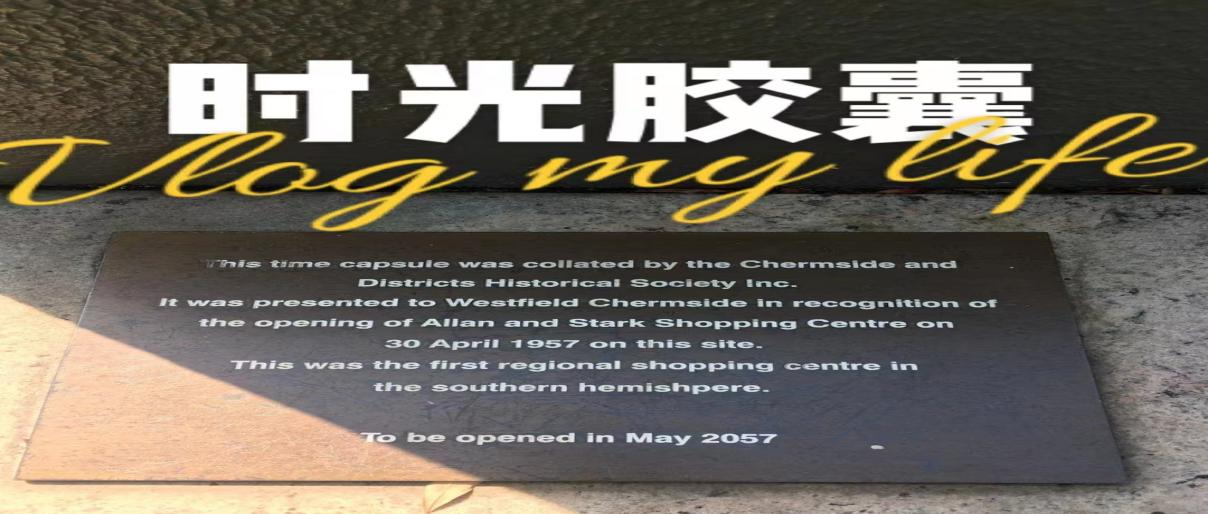 时光胶囊
Vlog my life
This time capsule was collated by the Chermside and
Districts Historical Society Inc.
It was presented to Westfield Chermside in recognition of
the opening of Allan and Stark Shopping Centre on
30 April 1957 on this site.
This was the first regional shopping centre in
the southern hemishpere.
To be opened in May 2057